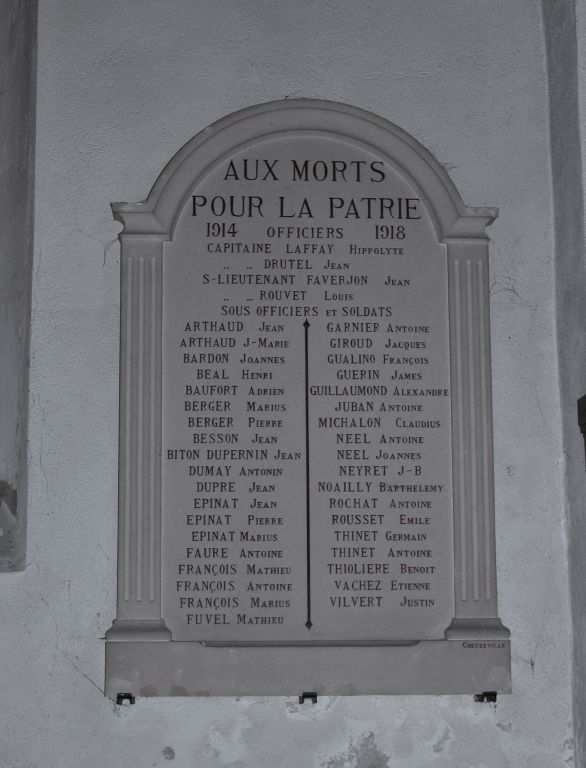 AUX MORTS
POUR LA PATRIE
1914 OFFICIERS 1918
CAPITAINE LAFFAY HIPPOLYTE
„ „ DRUTEL JEAN
S-LIEUTENANT FAVERJON JEAN
„ „ ROUVET LOUIS
SOUS OFFICIERS ET SOLDATS
ARTHAUD JEAN
ARTHAUD J-MARIE
BARDON JOANNES
BEAL HENRI
BAUFORT ADRIEN
BERGER MARIUS
BERGER PIERRE
BESSON JEAN
BITON DUPERNIN JEAN
DUMAY ANTONIN
DUPRE JEAN
EPINAT JEAN
EPINAT PIERRE
EPINAT MARIUS
FAURE ANTOINE
FRANÇOIS MATHIEU
FRANÇOIS ANTOINE
FRANÇOIS MARIUS
FUVEL MATHIEU
GARNIER ANTOINE
GIROUD JACQUES
GUALINO FRANÇOIS
GUERIN JAMES
GUILLAUMOND ALEXANDRE
JUBAN ANTOINE
MICHALON CLAUDIUS
NEEL ANTOINE
NEEL JOANNES
NEYRET J-B
NOAILLY BARTHELEMY
ROCHAT ANTOINE
ROUSSET EMILE
THINET GERMAIN
THINET ANTOINE
THIOLIERE BENOIT
VACHEZ ETIENNE
VILVERT JUSTIN